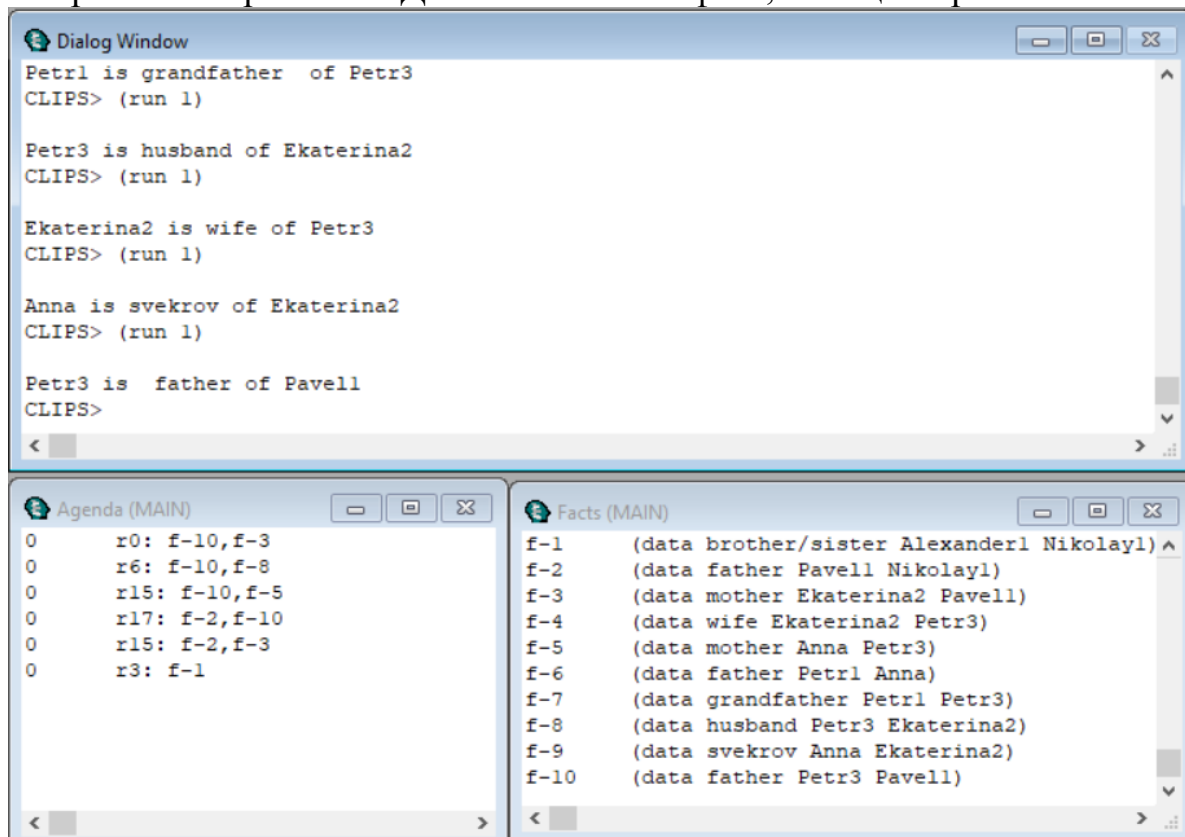 Dialog Window
Petr1 is grandfather  of Petr3
CLIPS> (run 1)
Petr3 is husband of Ekaterina2
CLIPS> (run 1)
Ekaterina2 is wife of Petr3
CLIPS> (run 1)
Anna is svekrov of Ekaterina2
CLIPS> (run 1)
Petr3 is  father of Pavel1
CLIPS>
Agenda (MAIN)
0       r0: f-10,f-3
0       r6: f-10,f-8
0       r15: f-10,f-5
0       r17: f-2,f-10
0       r15: f-2,f-3
0       r3: f-1
Facts (MAIN)
f-1     (data brother/sister Alexander1 Nikolay1)
f-2     (data father Pavel1 Nikolay1)
f-3     (data mother Ekaterina2 Pavel1)
f-4     (data wife Ekaterina2 Petr3)
f-5     (data mother Anna Petr3)
f-6     (data father Petr1 Anna)
f-7     (data grandfather Petr1 Petr3)
f-8     (data husband Petr3 Ekaterina2)
f-9     (data svekrov Anna Ekaterina2)
f-10    (data father Petr3 Pavel1)